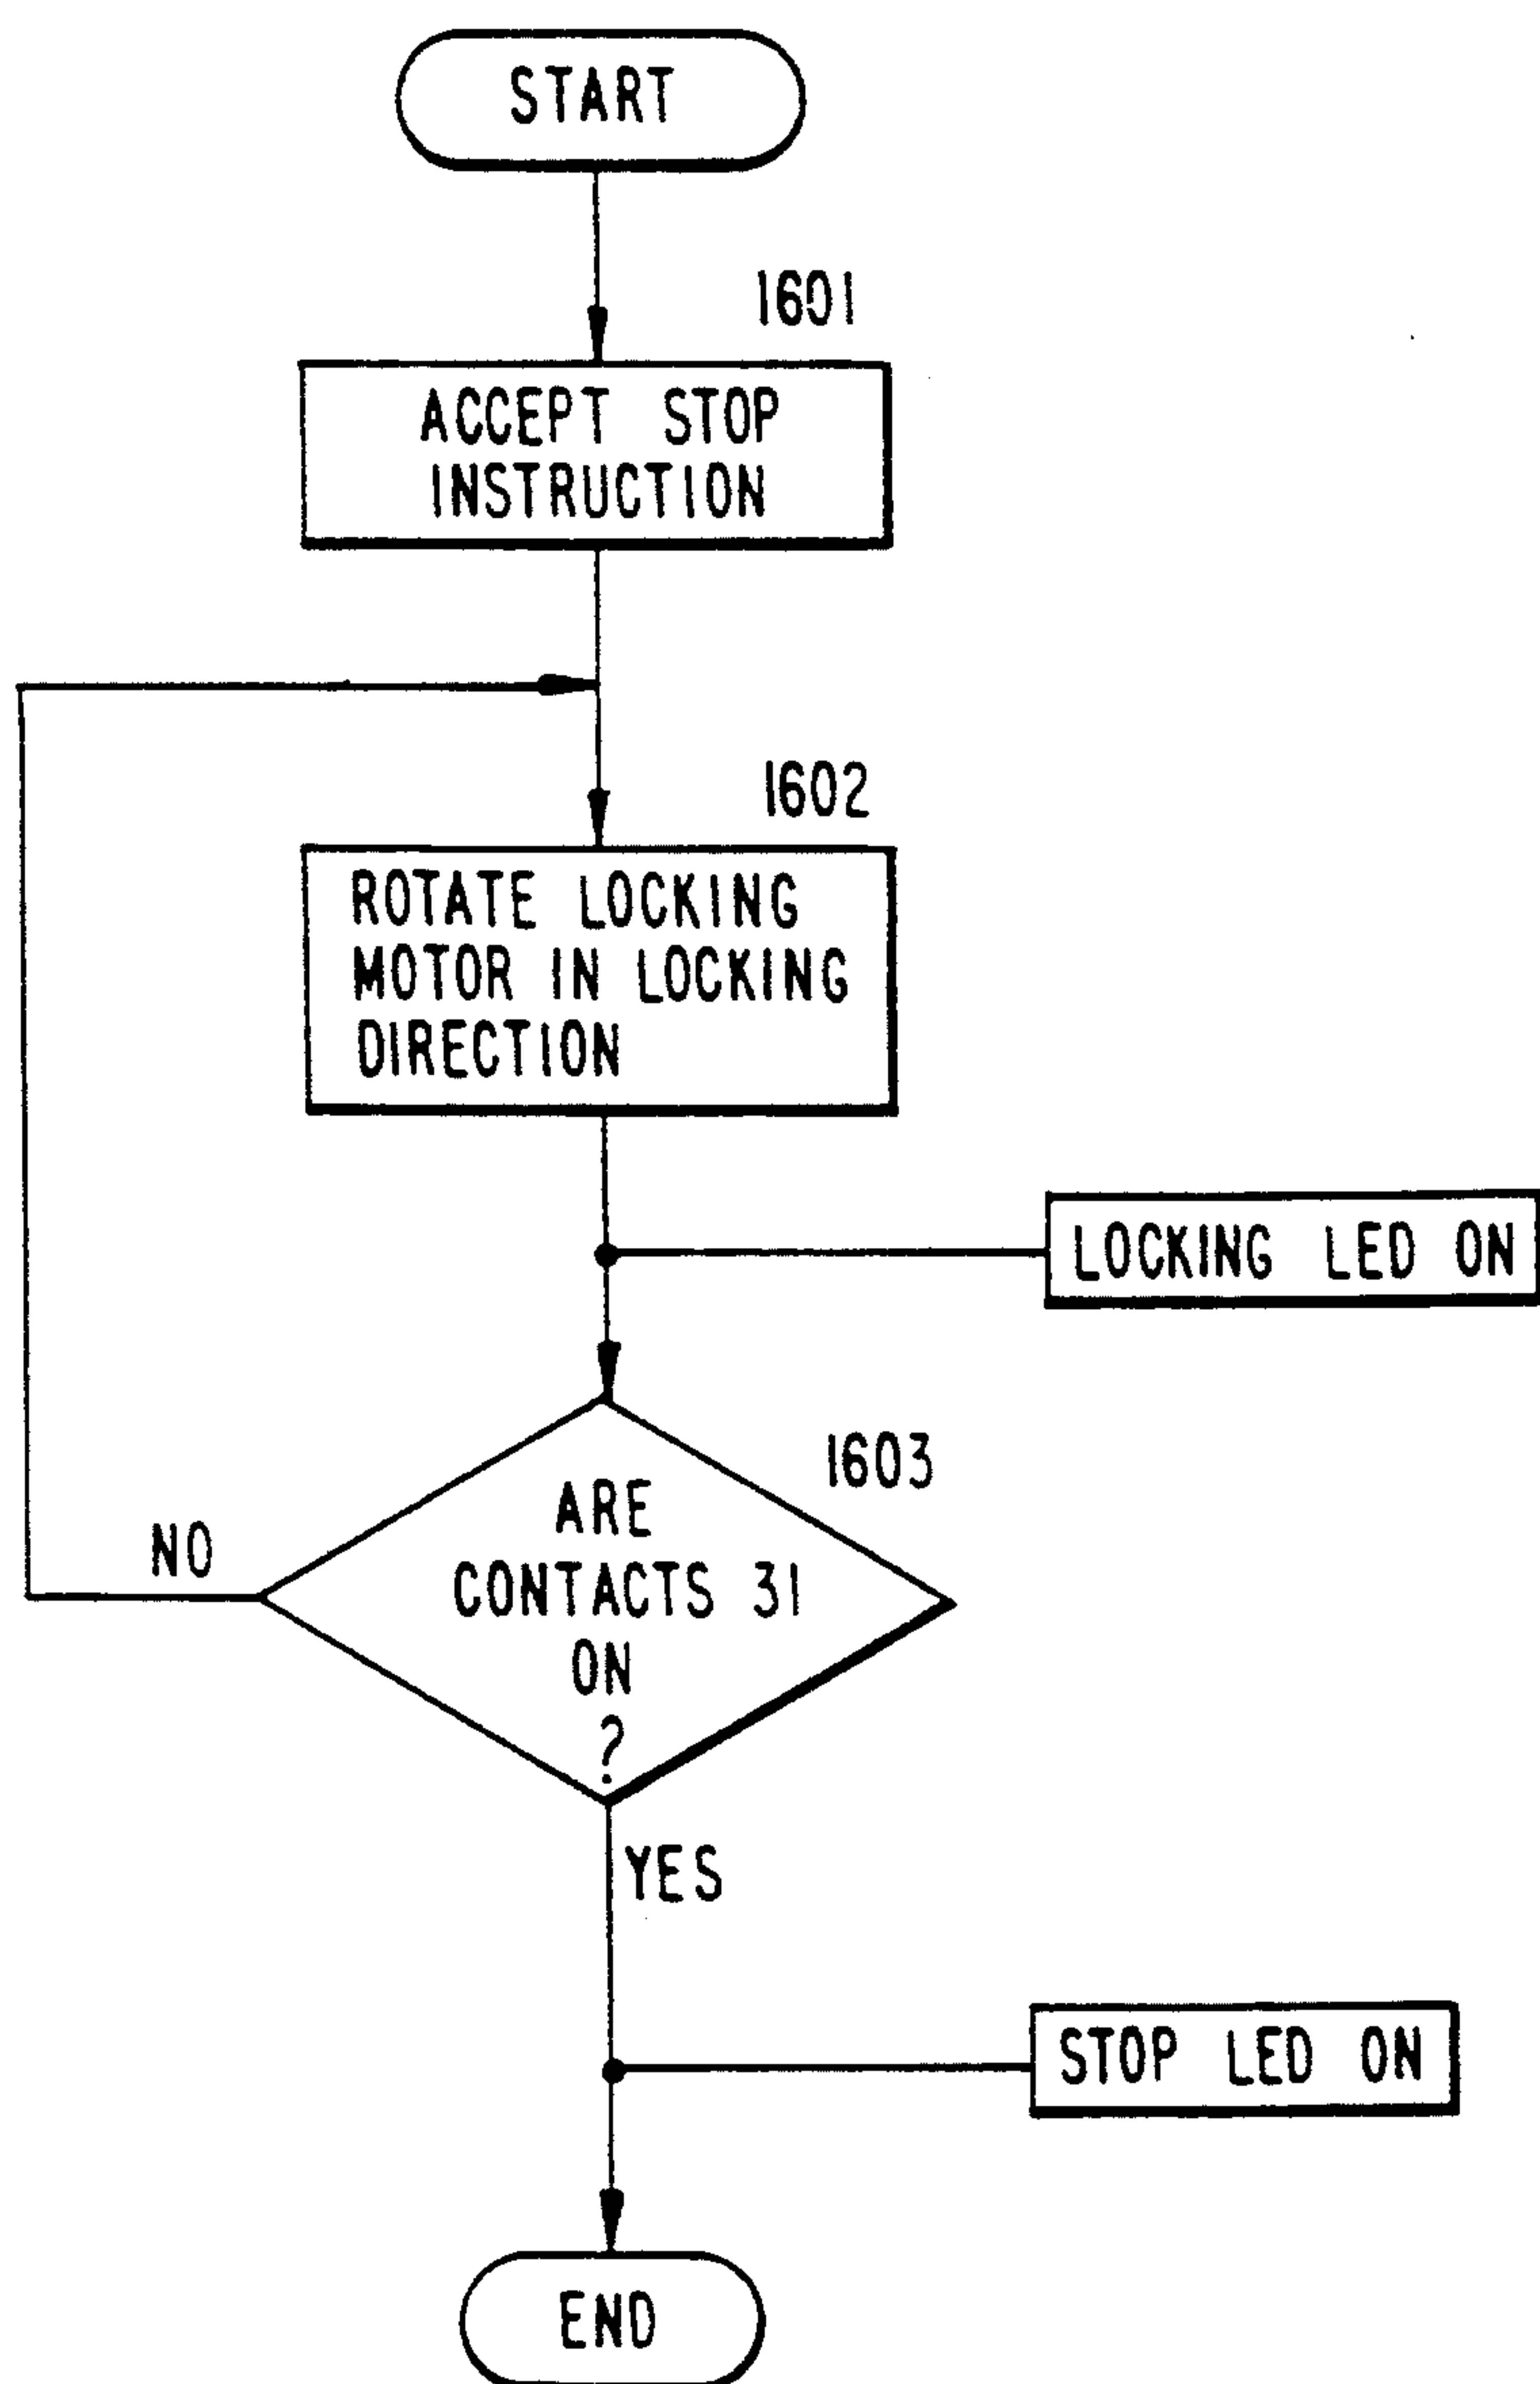 START
1601
ACCEPT STOP
INSTRUCTION
1602
ROTATE LOCKING
MOTOR IN LOCKING
DIRECTION
LOCKING LED ON
1603
ARE
CONTACTS 31
ON
?
NO
YES
STOP LED ON
END